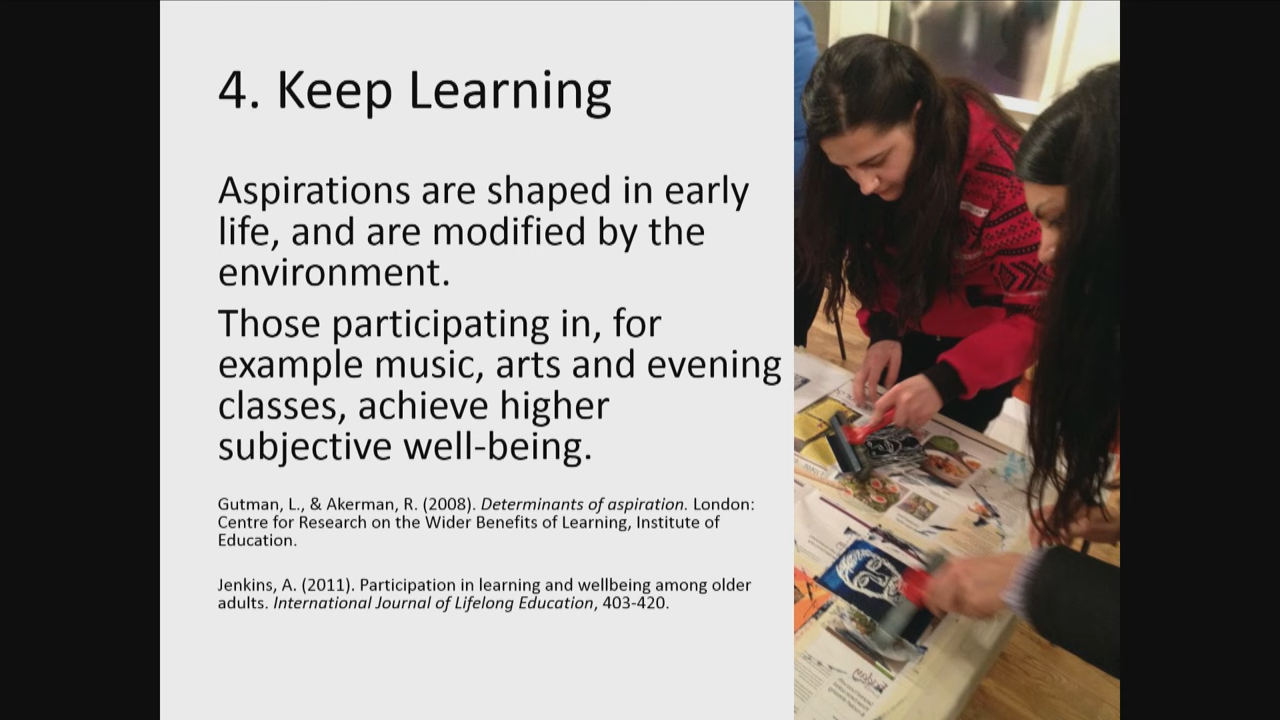 4. Keep Learning
Aspirations are shaped in early
life, and are modified by the
environment.
Those participating in, for
example music, arts and evening
classes, achieve higher
subjective well-being.
Gutman, L., & Akerman, R. (2008). Determinants of aspiration. London:
Centre for Research on the Wider Benefits of Learning, Institute of
Education.
Jenkins, A. (2011). Participation in learning and wellbeing among older
adults. International Journal of Lifelong Education, 403-420.